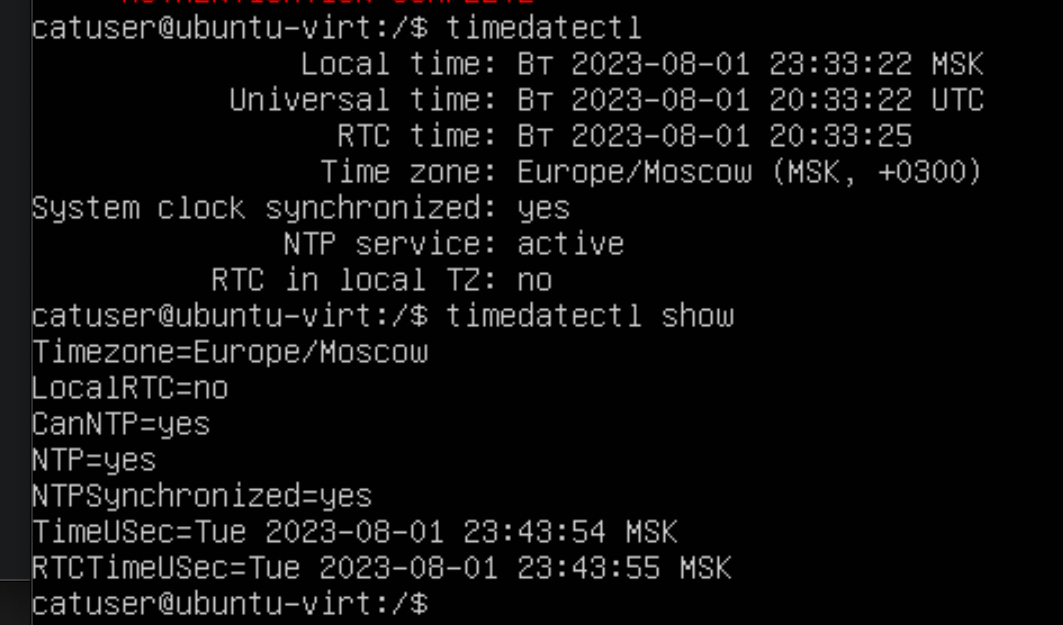 AUTHENTICATION COMPLETE
catuser@ubuntu-virt:/$ timedatectl
Local time: Вт 2023-08-01 23:33:22 MSK
Universal time: Вт 2023-08-01 20:33:22 UTC
RTC time: Вт 2023-08-01 20:33:25
Time zone: Europe/Moscow (MSK, +0300)
System clock synchronized: yes
NTP service: active
RTC in local TZ: no
catuser@ubuntu-virt:/$ timedatectl show
Timezone=Europe/Moscow
LocalRTC=no
CanNTP=yes
NTP=yes
NTPSynchronized=yes
TimeUSec=Tue 2023-08-01 23:43:54 MSK
RTCTimeUSec=Tue 2023-08-01 23:43:55 MSK
catuser@ubuntu-virt:/$